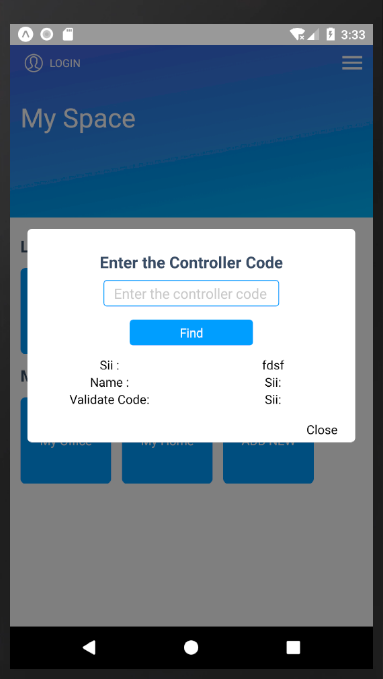 3:33
LOGIN
My Space
L
Enter the Controller Code
Enter the controller code
Find
Sii : fdsf
M
Name : Sii:
Validate Code: Sii:
Close
My Office My Home ADD NEW